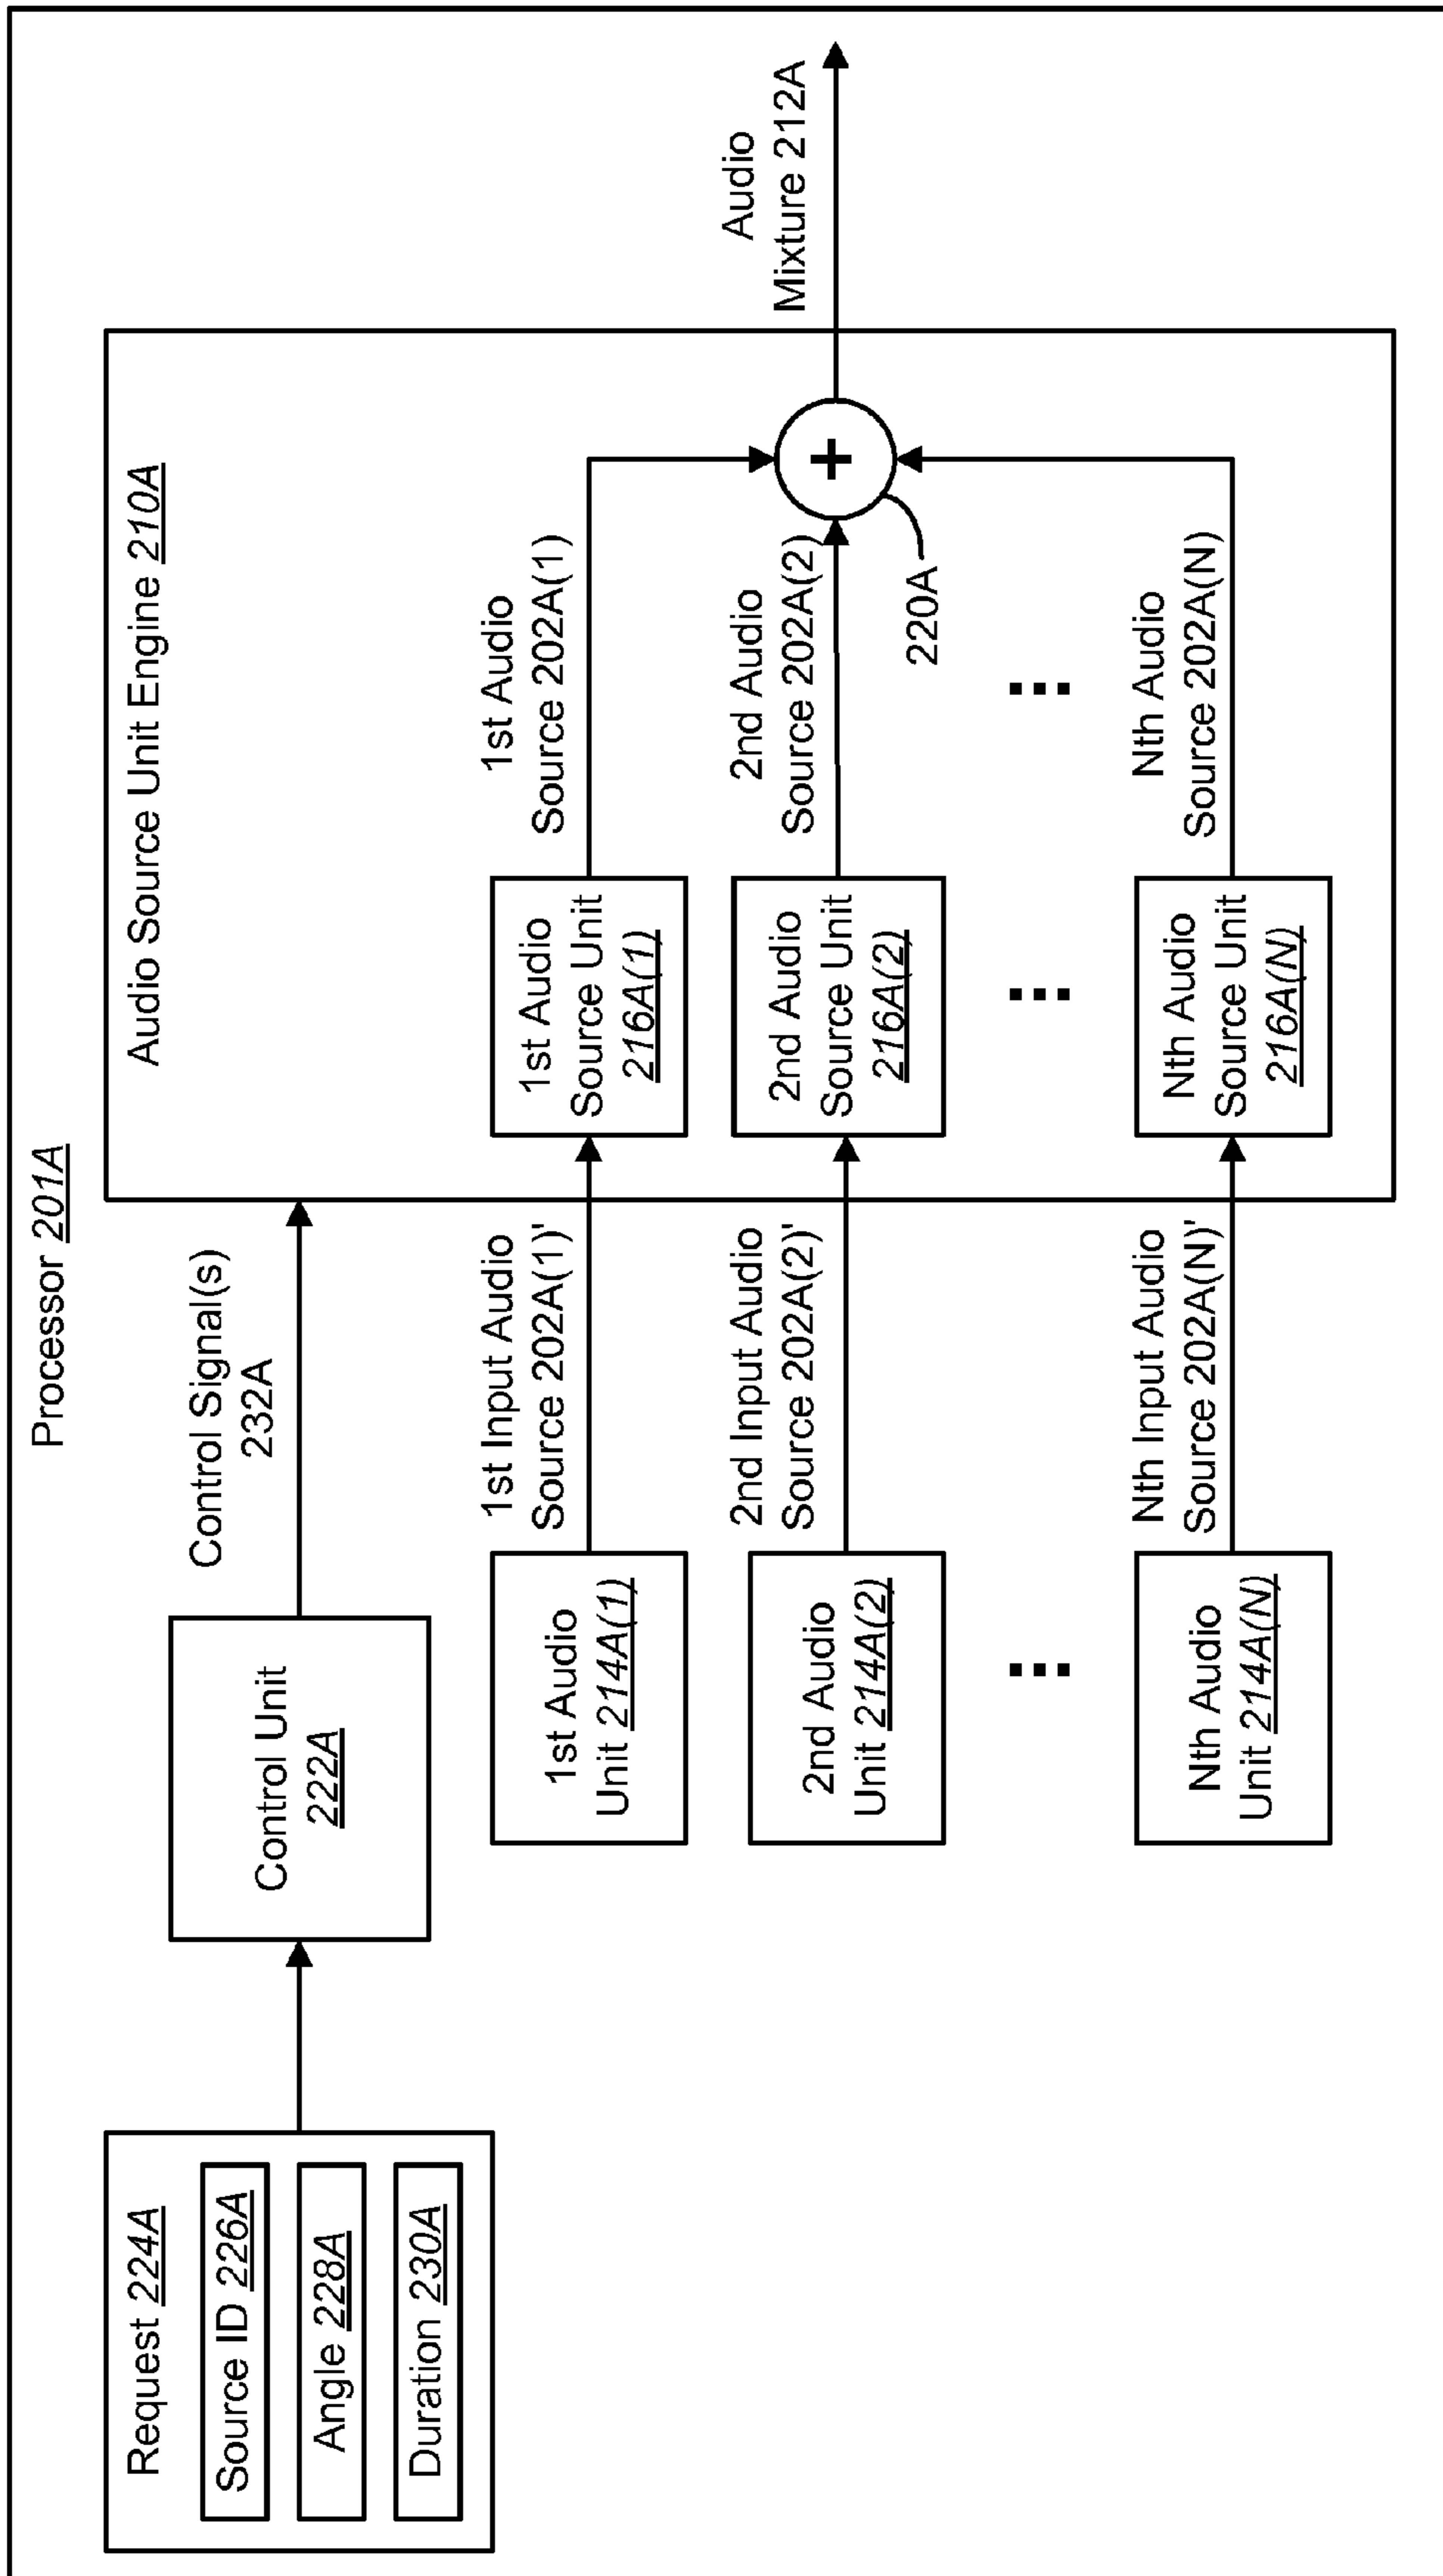 Processor 201A
Request 224A
Source ID 226A
Angle 228A
Duration 230A
Control Unit
222A
Control Signal(s)
232A
Audio Source Unit Engine 210A
1st Audio
Unit 214A(1)
1st Input Audio
Source 202A(1)'
1st Audio
Source Unit
216A(1)
1st Audio
Source 202A(1)
2nd Audio
Unit 214A(2)
2nd Input Audio
Source 202A(2)'
2nd Audio
Source Unit
216A(2)
2nd Audio
Source 202A(2)
...
...
...
Nth Audio
Unit 214A(N)
Nth Input Audio
Source 202A(N)'
Nth Audio
Source Unit
216A(N)
Nth Audio
Source 202A(N)
+
220A
Audio
Mixture 212A